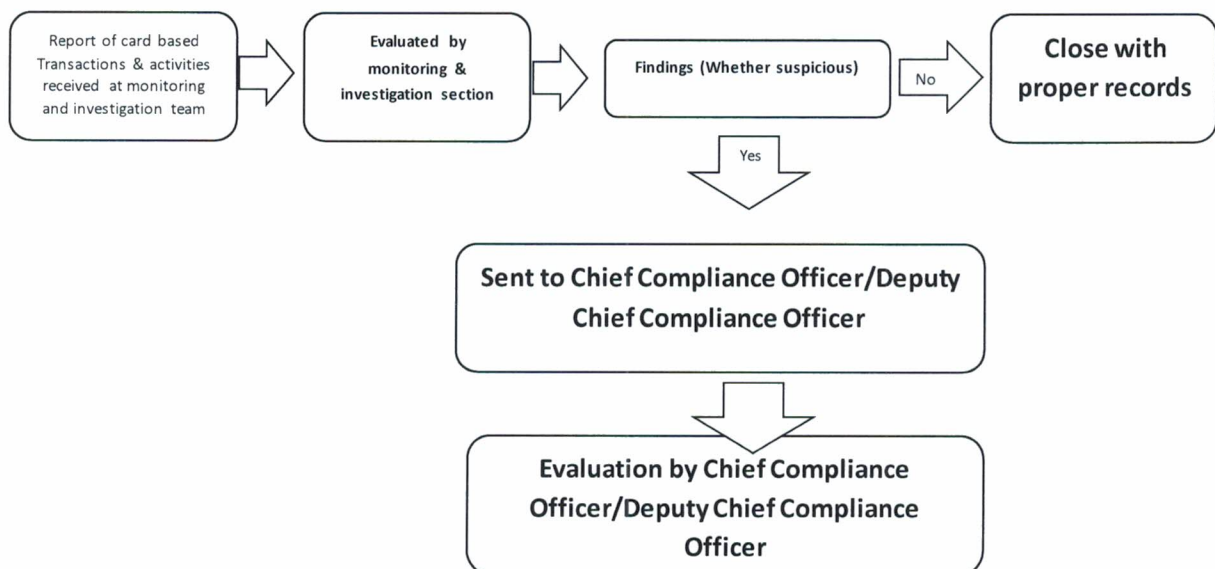 Report of card based
Transactions & activities
received at monitoring
and investigation team
Evaluated by
monitoring &
investigation section
Findings (Whether suspicious)
No
Close with
proper records
Yes
Sent to Chief Compliance Officer/Deputy
Chief Compliance Officer
Evaluation by Chief Compliance
Officer/Deputy Chief Compliance
Officer